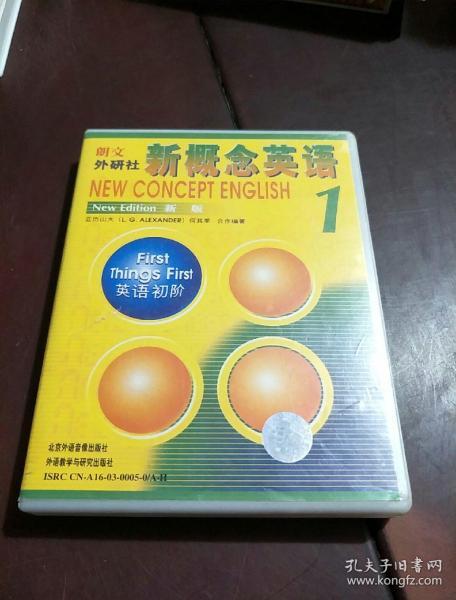 朗文
外研社
新概念英语
NEW CONCEPT ENGLISH
1
New Edition 新 版
亚历山大 (L. G. ALEXANDER) 何其莘 合作编著
First
Things First
英语初阶
北京外语音像出版社
外语教学与研究出版社
ISRC CN-A16-03-0005-0/A·H
孔夫子旧书网
www.kongfz.com